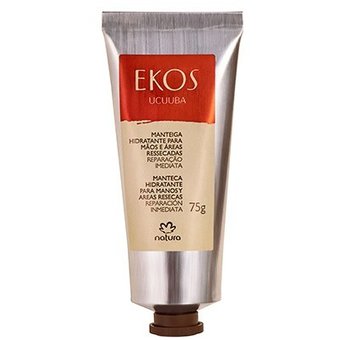 EKOS
UCUUBA
MANTEIGA
HIDRATANTE PARA
MÃOS E ÁREAS
RESSECADAS
REPARAÇÃO
IMEDIATA
MANTECA
HIDRATANTE
PARA MANOS Y
ÁREAS RESECAS
REPARACIÓN
INMEDIATA
75g
natura